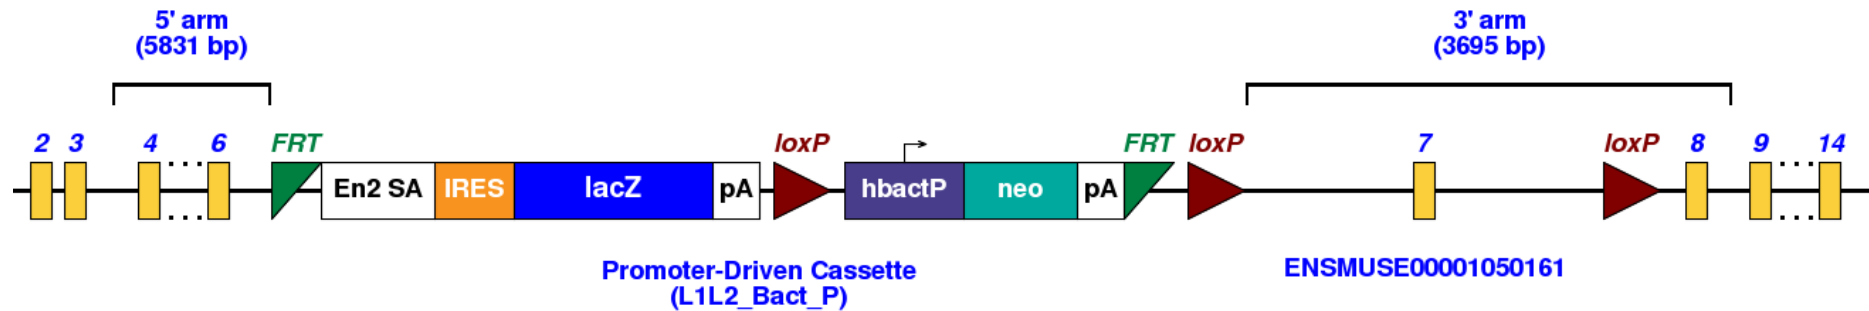 5' arm
(5831 bp)
3' arm
(3695 bp)
2 3 4 ... 6 FRT loxP FRT loxP 7 loxP 8 9 ... 14
En2 SA IRES lacZ pA hbactP neo pA
... ...
Promoter-Driven Cassette
(L1L2_Bact_P)
ENSMUSE00001050161